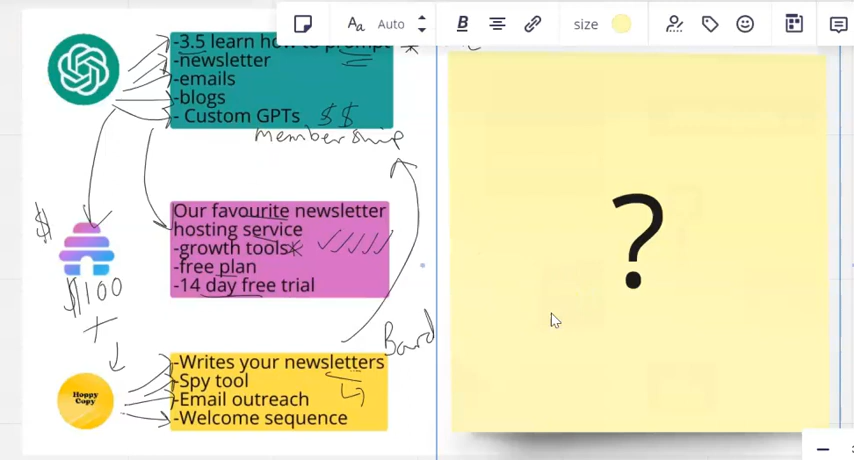 Aa Auto B size
-3.5 learn how to prompt
-newsletter
-emails
-blogs
- Custom GPTs $$
membership
Our favourite newsletter
hosting service
-growth tools*
-free plan
-14 day free trial
$
$100
+
Bard
Hoppy
Copy
-Writes your newsletters
-Spy tool
-Email outreach
-Welcome sequence
?